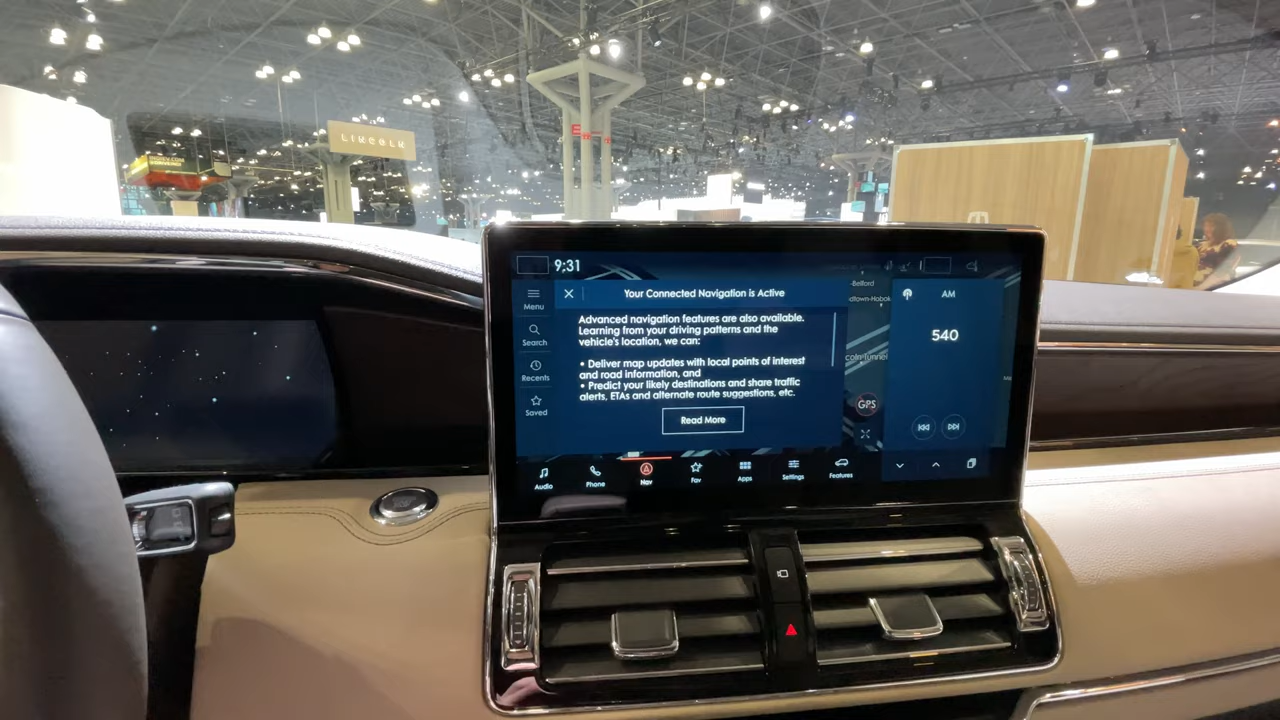 LINCOLN
9:31
Menu
Search
Recents
Saved
Your Connected Navigation is Active
Advanced navigation features are also available.
Learning from your driving patterns and the
vehicle's location, we can:
• Deliver map updates with local points of interest
and road information, and
• Predict your likely destinations and share traffic
alerts, ETAs and alternate route suggestions, etc.
Read More
-Belford
GPS
AM
540
Audio
Phone
Nav
Fav
Apps
Settings
Features